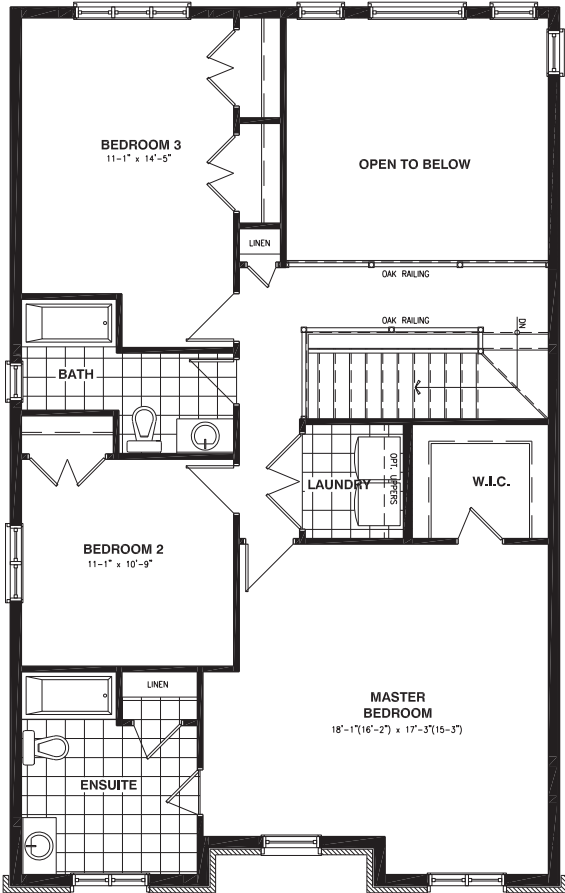 BEDROOM 3
11'-1" x 14'-5"
OPEN TO BELOW
LINEN
OAK RAILING
OAK RAILING
DN
BATH
LAUNDRY
OPT. UPPERS
W.I.C.
BEDROOM 2
11'-1" x 10'-9"
LINEN
MASTER
BEDROOM
18'-1"(16'-2") x 17'-3"(15-3")
ENSUITE